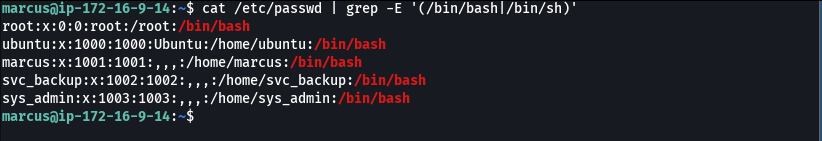 marcus@ip-172-16-9-14:~$ cat /etc/passwd | grep -E '(/bin/bash|/bin/sh)'
root:x:0:0:root:/root:/bin/bash
ubuntu:x:1000:1000:Ubuntu:/home/ubuntu:/bin/bash
marcus:x:1001:1001:,,,:/home/marcus:/bin/bash
svc_backup:x:1002:1002:,,,:/home/svc_backup:/bin/bash
sys_admin:x:1003:1003:,,,:/home/sys_admin:/bin/bash
marcus@ip-172-16-9-14:~$